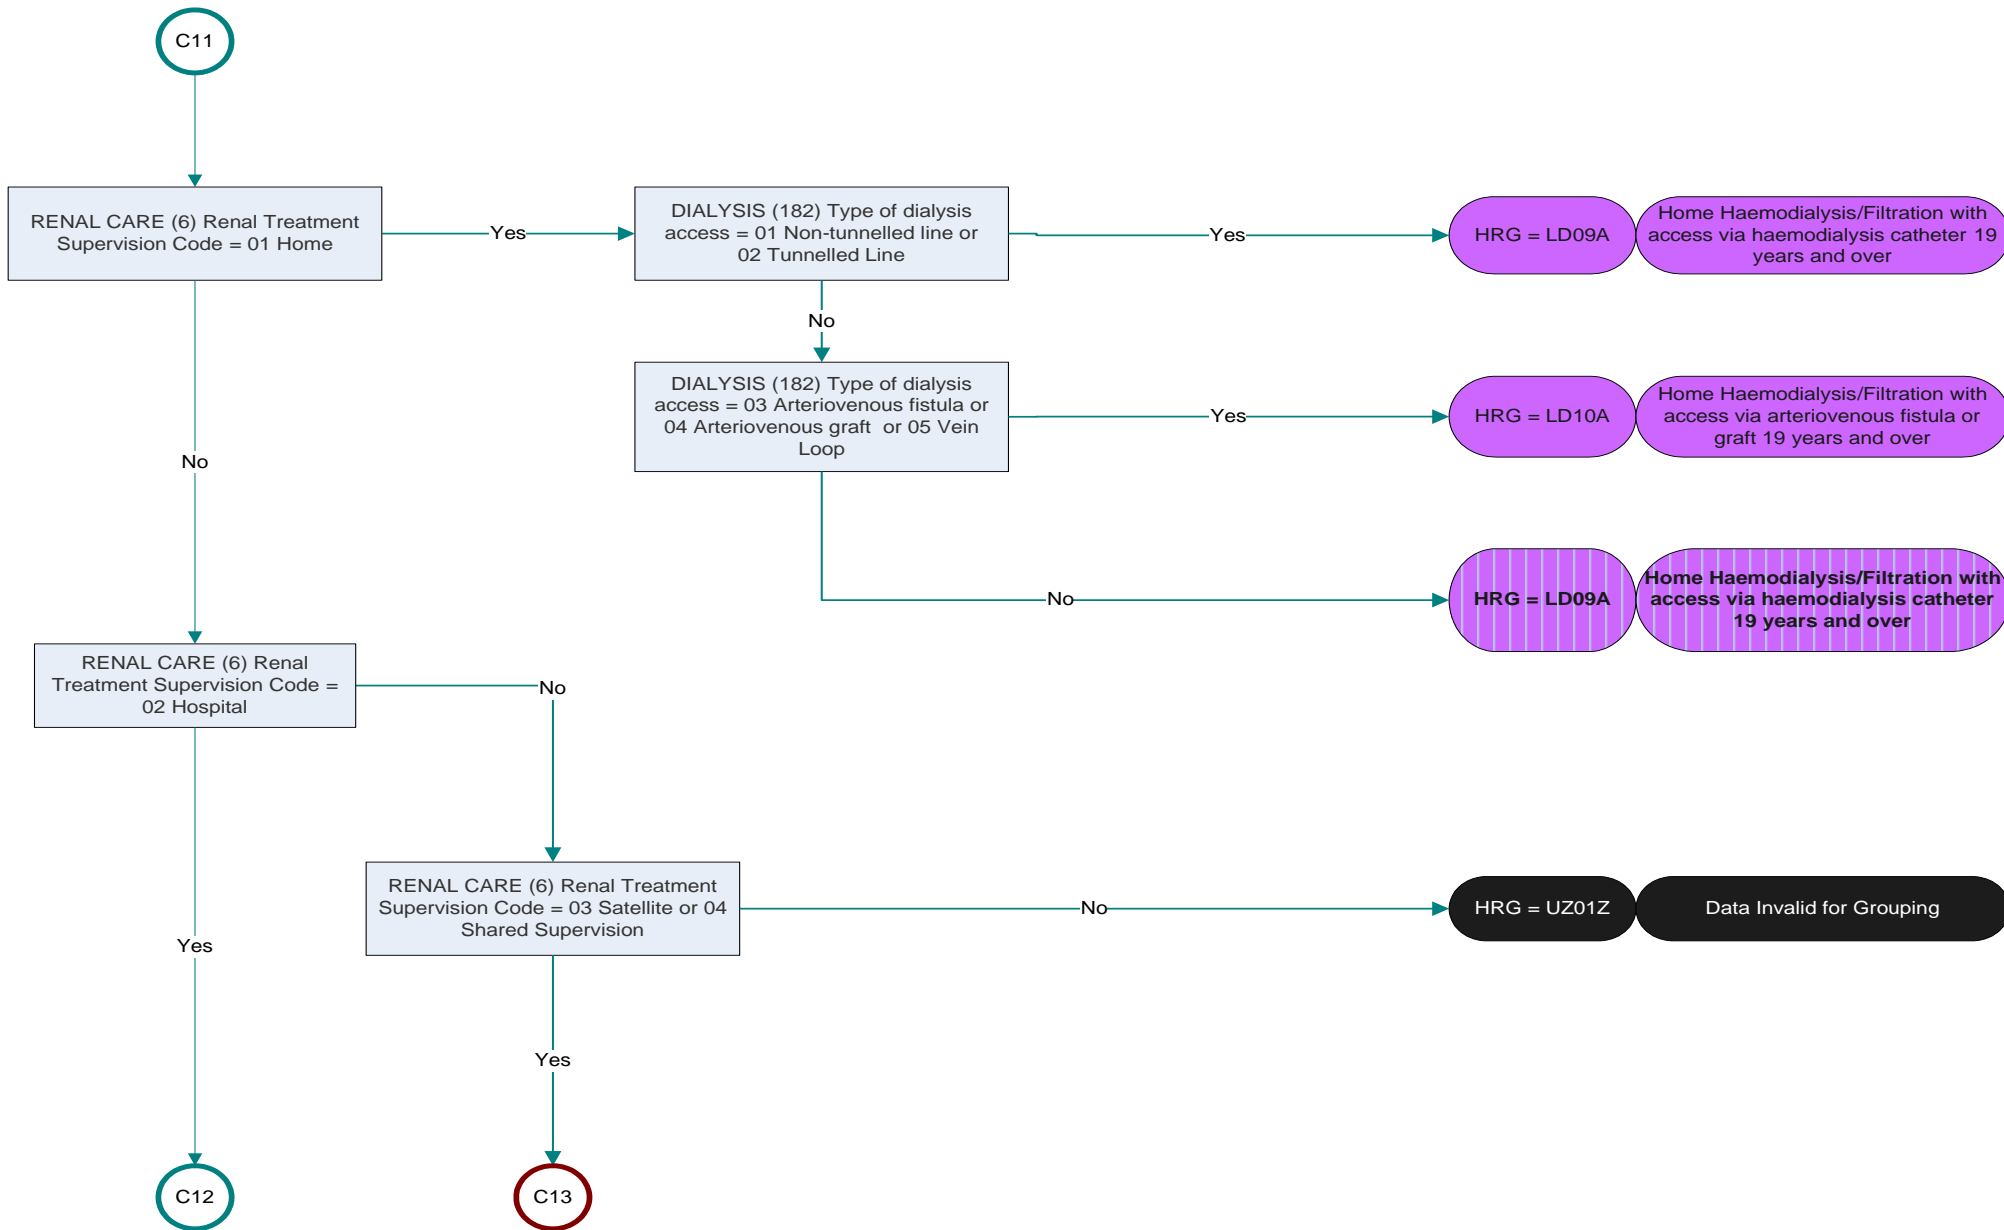 C11
RENAL CARE (6) Renal Treatment
Supervision Code = 01 Home
Yes
DIALYSIS (182) Type of dialysis
access = 01 Non-tunnelled line or
02 Tunnelled Line
Yes
HRG = LD09A
Home Haemodialysis/Filtration with
access via haemodialysis catheter 19
years and over
No
DIALYSIS (182) Type of dialysis
access = 03 Arteriovenous fistula or
04 Arteriovenous graft  or 05 Vein
Loop
Yes
HRG = LD10A
Home Haemodialysis/Filtration with
access via arteriovenous fistula or
graft 19 years and over
No
No
HRG = LD09A
Home Haemodialysis/Filtration with
access via haemodialysis catheter
19 years and over
RENAL CARE (6) Renal
Treatment Supervision Code =
02 Hospital
No
RENAL CARE (6) Renal Treatment
Supervision Code = 03 Satellite or 04
Shared Supervision
No
HRG = UZ01Z
Data Invalid for Grouping
Yes
Yes
C12
C13